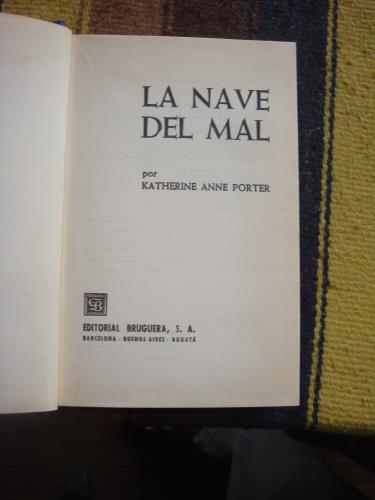 LA NAVE
DEL MAL
por
KATHERINE ANNE PORTER
EDITORIAL BRUGUERA, S. A.
BARCELONA - BUENOS AIRES - BOGOTÁ